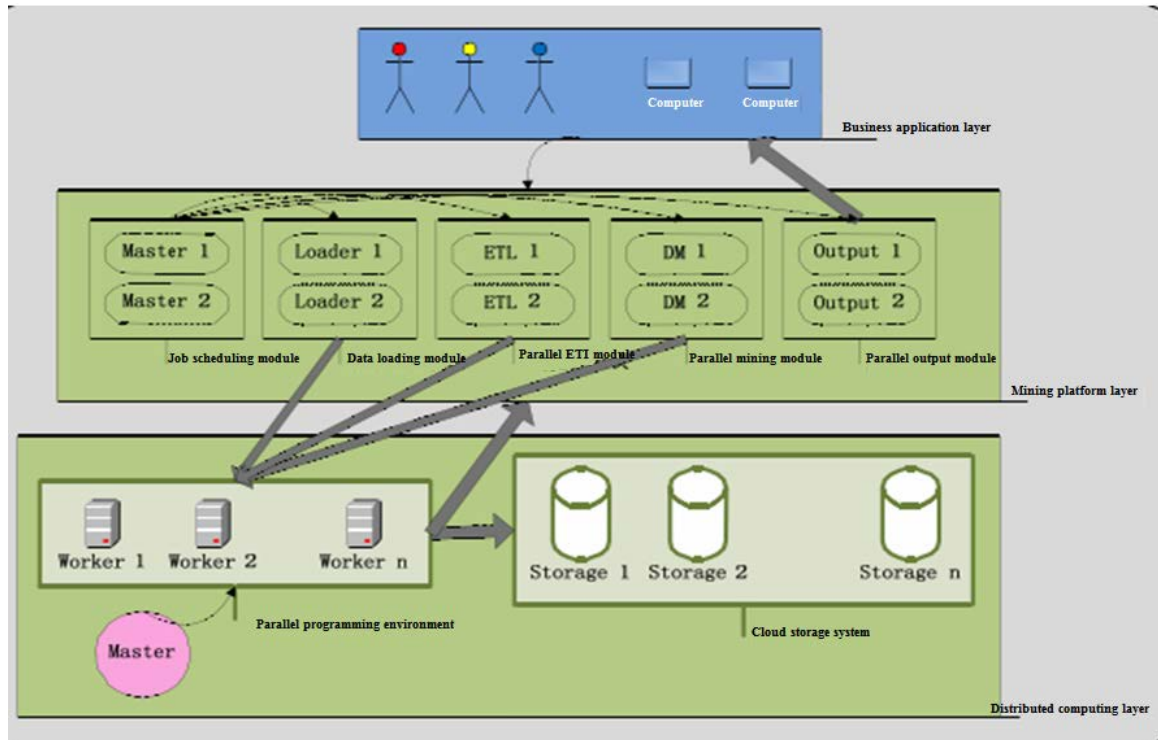 Computer
Computer
Business application layer
Master 1
Loader 1
ETL 1
DM 1
Output 1
Master 2
Loader 2
ETL 2
DM 2
Output 2
Job scheduling module
Data loading module
Parallel ETI module
Parallel mining module
Parallel output module
Mining platform layer
Worker 1
Worker 2
Worker n
Storage 1
Storage 2
Storage n
Parallel programming environment
Cloud storage system
Master
Distributed computing layer